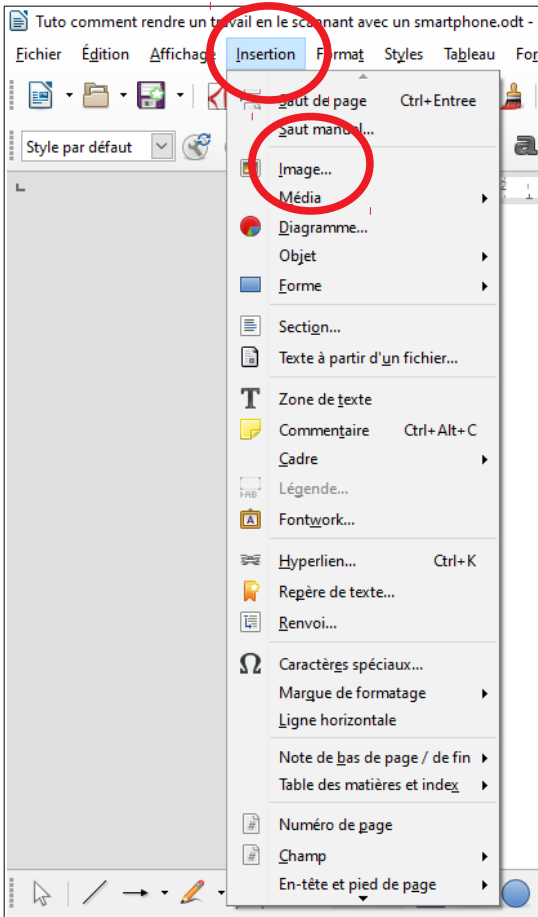 Tuto comment rendre un travail en le scannant avec un smartphone.odt -
Fichier Édition Affichage Insertion Format Styles Tableau For
Saut de page Ctrl+Entree
Saut manuel...
Style par défaut
a
Image...
2
Média
Diagramme...
Objet
Forme
Section...
Texte à partir d'un fichier...
Zone de texte
Commentaire Ctrl+Alt+C
Cadre
Légende...
Fontwork...
Hyperlien... Ctrl+K
Repère de texte...
Renvoi...
Caractères spéciaux...
Marque de formatage
Ligne horizontale
Note de bas de page / de fin
Table des matières et index
Numéro de page
Champ
En-tête et pied de page